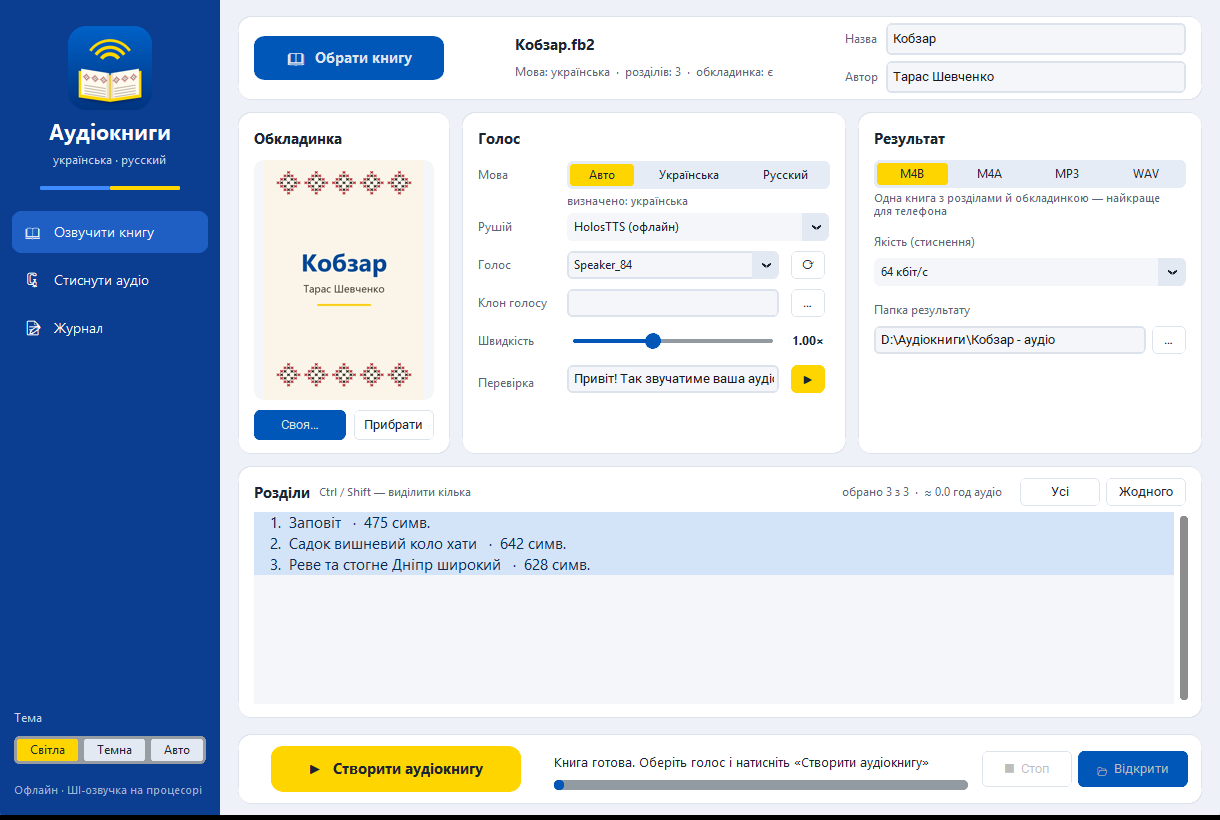 Аудіокниги
українська · русский
Озвучити книгу
Стиснути аудіо
Журнал
Тема
Світла Темна Авто
Офлайн · ШІ-озвучка на процесорі
Обрати книгу
Кобзар.fb2
Мова: українська · розділів: 3 · обкладинка: є
Назва Кобзар
Автор Тарас Шевченко
Обкладинка
Кобзар
Тарас Шевченко
Своя... Прибрати
Голос
Мова Авто Українська Русский
визначено: українська
Рушій HolosTTS (офлайн)
Голос Speaker_84
Клон голосу ...
Швидкість 1.00×
Перевірка Привіт! Так звучатиме ваша аудіо
Результат
M4B M4A MP3 WAV
Одна книга з розділами й обкладинкою — найкраще
для телефона
Якість (стиснення)
64 кбіт/с
Папка результату
D:\Аудіокниги\Кобзар - аудіо ...
Розділи Ctrl / Shift — виділити кілька обрано 3 з 3 · ≈ 0.0 год аудіо Усі Жодного
1. Заповіт · 475 симв.
2. Садок вишневий коло хати · 642 симв.
3. Реве та стогне Дніпр широкий · 628 симв.
Створити аудіокнигу
Книга готова. Оберіть голос і натисніть «Створити аудіокнигу»
Стоп Відкрити